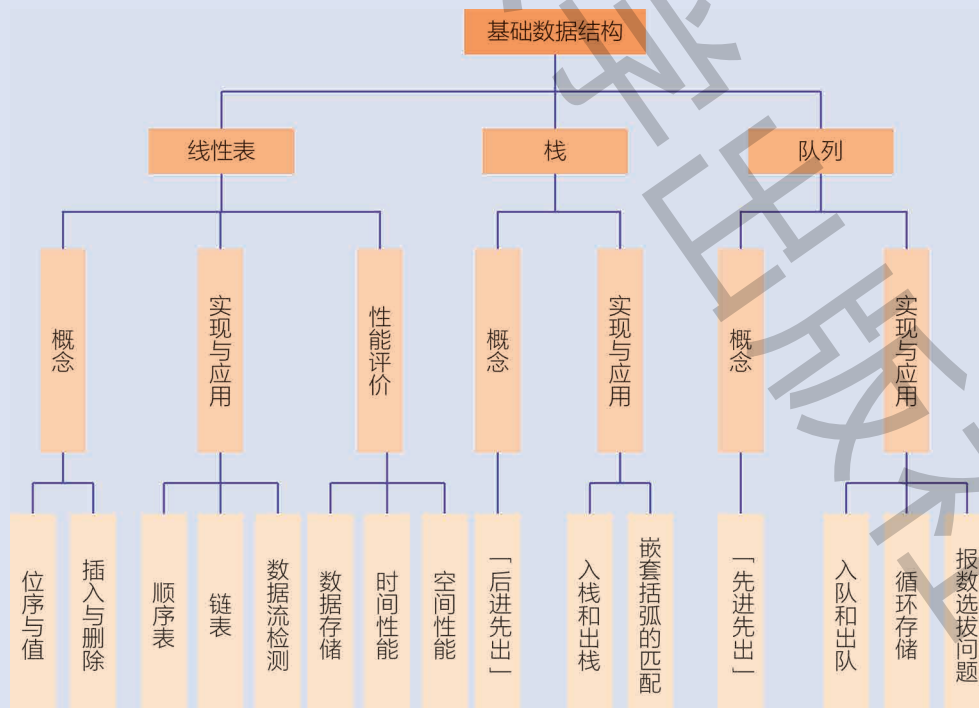 基础数据结构
线性表
栈
队列
概念
实现与应用
性能评价
概念
实现与应用
概念
实现与应用
位序与值
插入与删除
顺序表
链表
数据流检测
数据存储
时间性能
空间性能
「后进先出」
入栈和出栈
嵌套括弧的匹配
「先进先出」
入队和出队
循环存储
报数选拔问题
学出版社